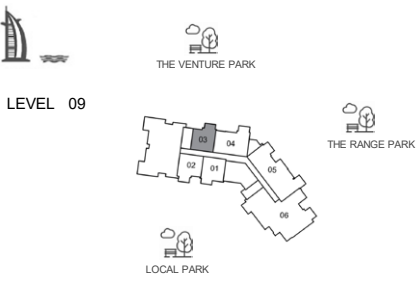 THE VENTURE PARK
LEVEL 09
THE RANGE PARK
03
04
02
01
05
06
LOCAL PARK